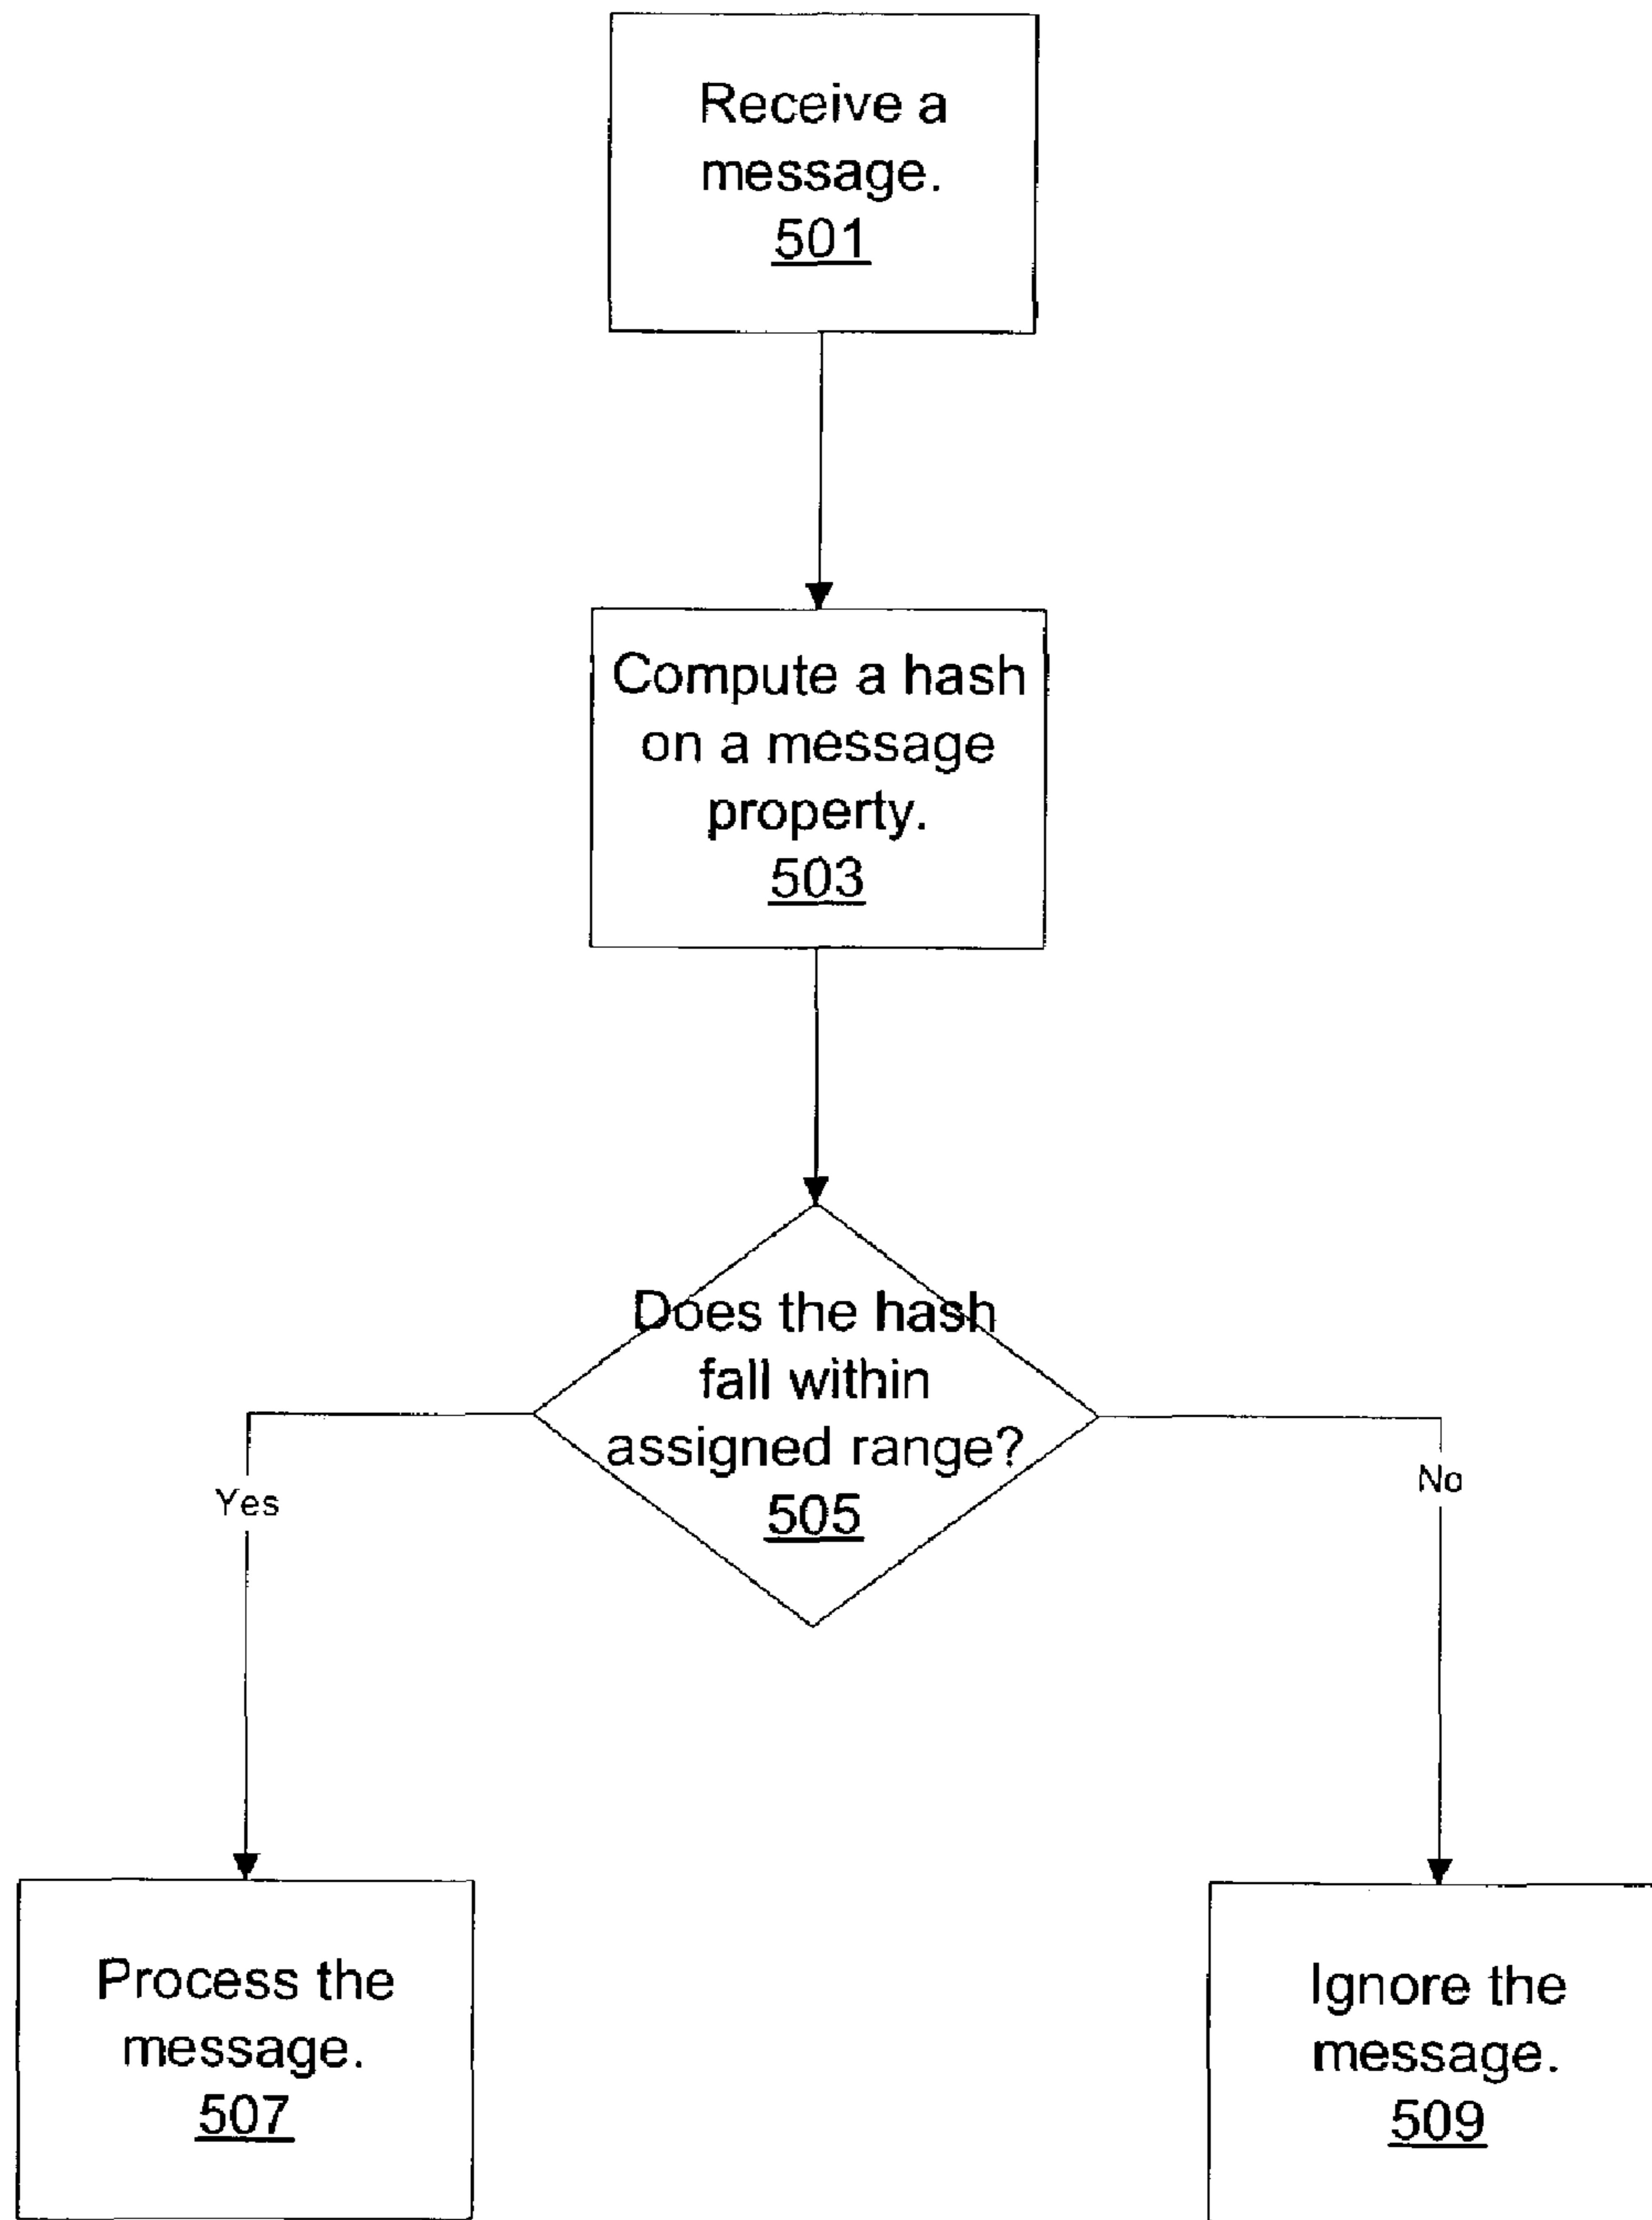 Receive a
message.
501
Compute a hash
on a message
property.
503
Does the hash
fall within
assigned range?
505
Yes
No
Process the
message.
507
Ignore the
message.
509